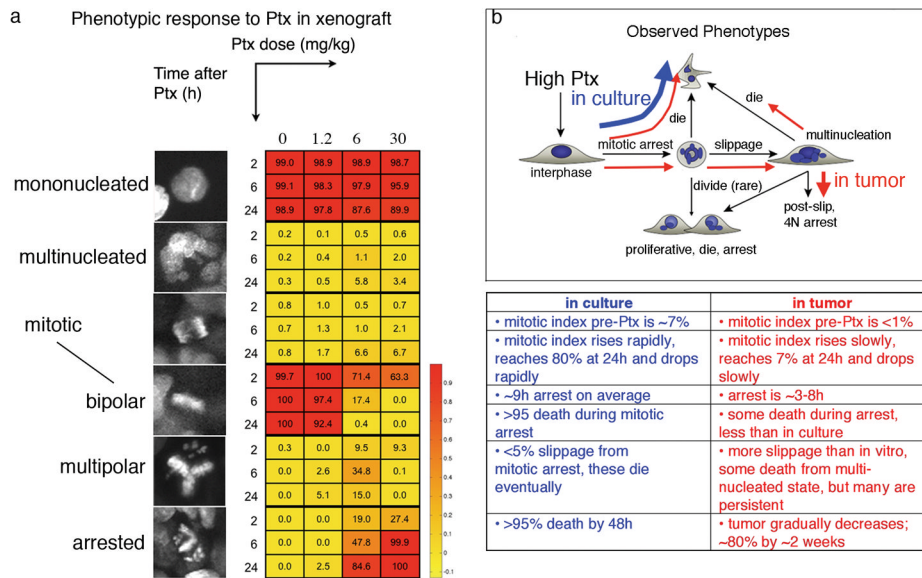 a
Phenotypic response to Ptx in xenograft
Ptx dose (mg/kg)
Time after
Ptx (h)
0 1.2 6 30
mononucleated
2 99.0 98.9 98.9 98.7
6 99.1 98.3 97.9 95.9
24 98.9 97.8 87.6 89.9
multinucleated
2 0.2 0.1 0.5 0.6
6 0.2 0.4 1.1 2.0
24 0.3 0.5 5.8 3.4
mitotic
2 0.8 1.0 0.5 0.7
6 0.7 1.3 1.0 2.1
24 0.8 1.7 6.6 6.7
bipolar
2 99.7 100 71.4 63.3
6 100 97.4 17.4 0.0
24 100 92.4 0.4 0.0
multipolar
2 0.3 0.0 9.5 9.3
6 0.0 2.6 34.8 0.1
24 0.0 5.1 15.0 0.0
arrested
2 0.0 0.0 19.0 27.4
6 0.0 0.0 47.8 99.9
24 0.0 2.5 84.6 100
0.9
0.8
0.7
0.6
0.5
0.4
0.3
0.2
0.1
0
-0.1
b
Observed Phenotypes
High Ptx
in culture
die
die
multinucleation
mitotic arrest
slippage
interphase
in tumor
divide (rare)
post-slip,
4N arrest
proliferative, die, arrest
in culture
in tumor
• mitotic index pre-Ptx is ~7%
• mitotic index pre-Ptx is <1%
• mitotic index rises rapidly,
reaches 80% at 24h and drops
rapidly
• mitotic index rises slowly,
reaches 7% at 24h and drops
slowly
• ~9h arrest on average
• arrest is ~3-8h
• >95 death during mitotic
arrest
• some death during arrest,
less than in culture
• <5% slippage from
mitotic arrest, these die
eventually
• more slippage than in vitro,
some death from multi-
nucleated state, but many are
persistent
• >95% death by 48h
• tumor gradually decreases;
~80% by ~2 weeks